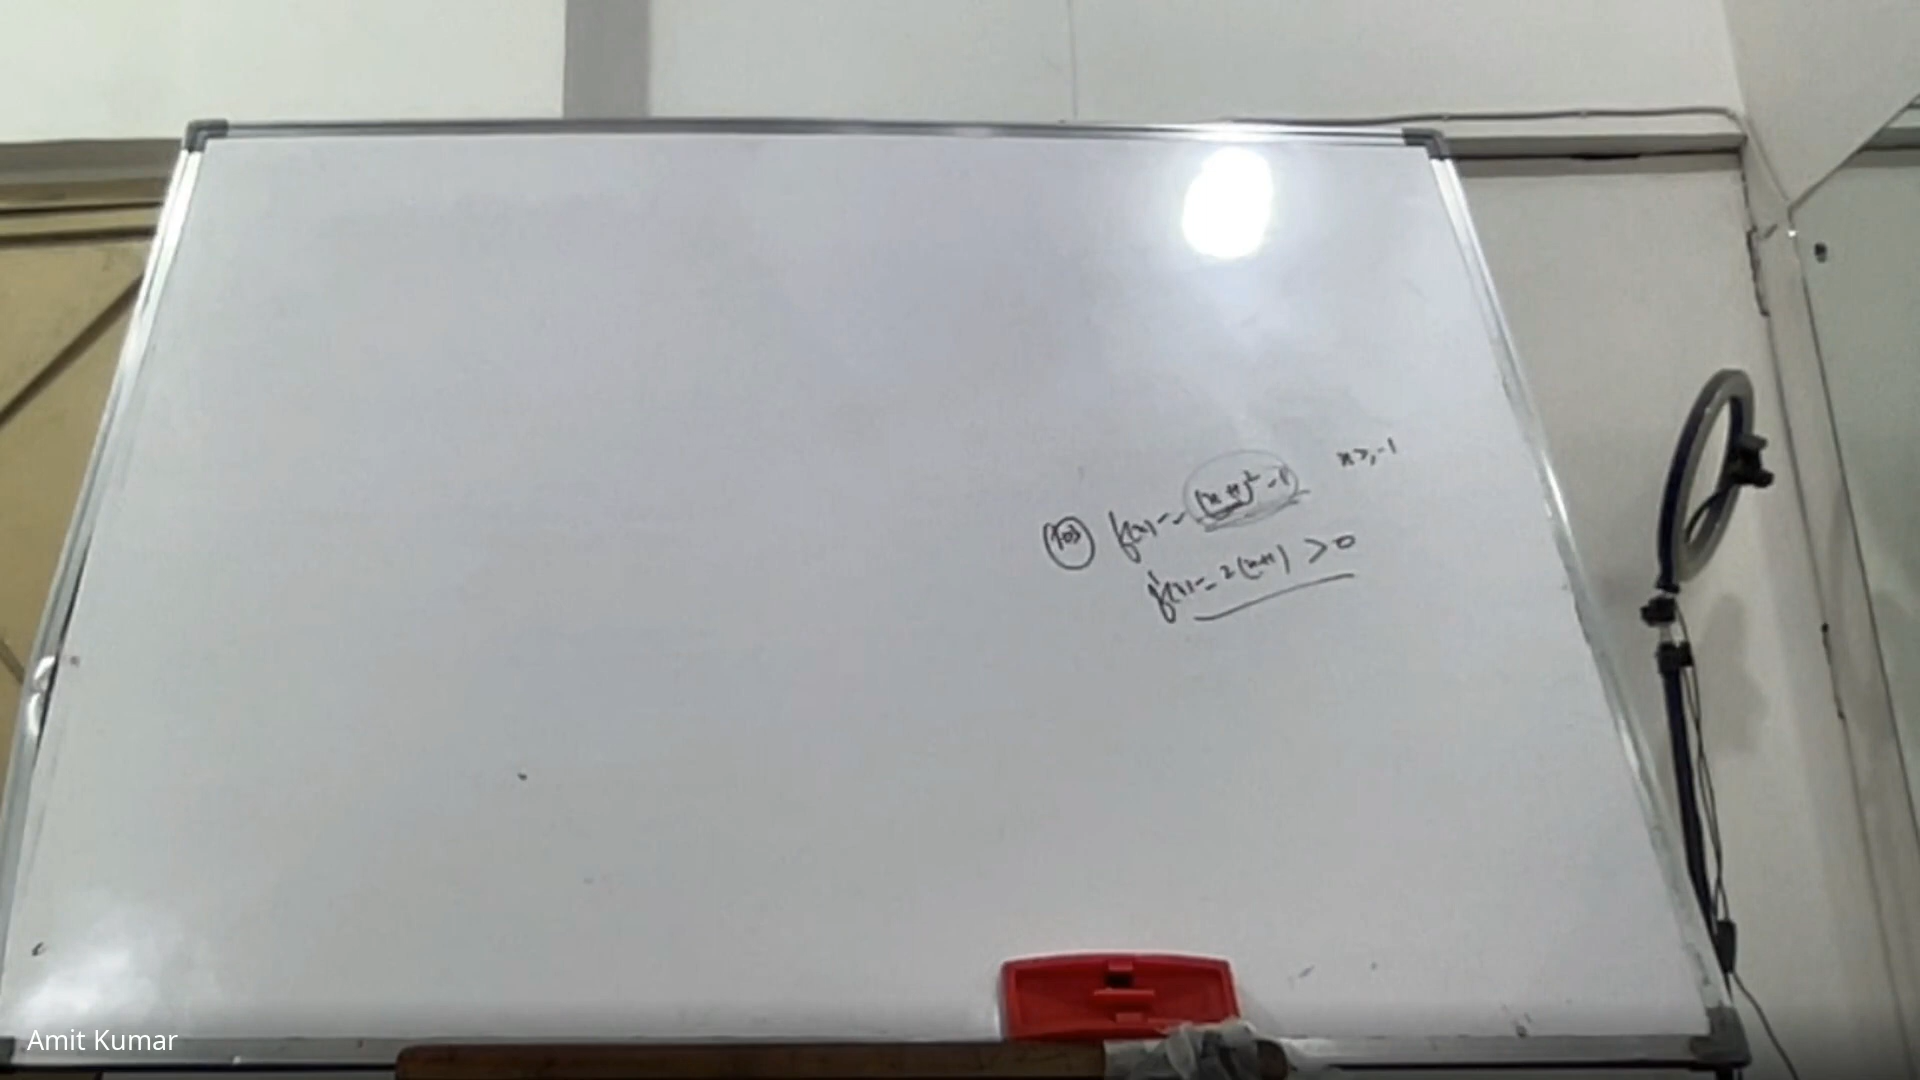 (103) f(x) = (x+1)² - 1 x ≥ -1
f'(x) = 2(x+1) > 0
Amit Kumar